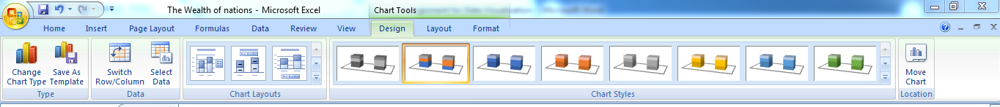 The Wealth of nations - Microsoft Excel
Chart Tools
Home Insert Page Layout Formulas Data Review View Design Layout Format
Change Chart Type
Save As Template
Switch Row/Column
Select Data
Move Chart
Type Data Chart Layouts Chart Styles Location